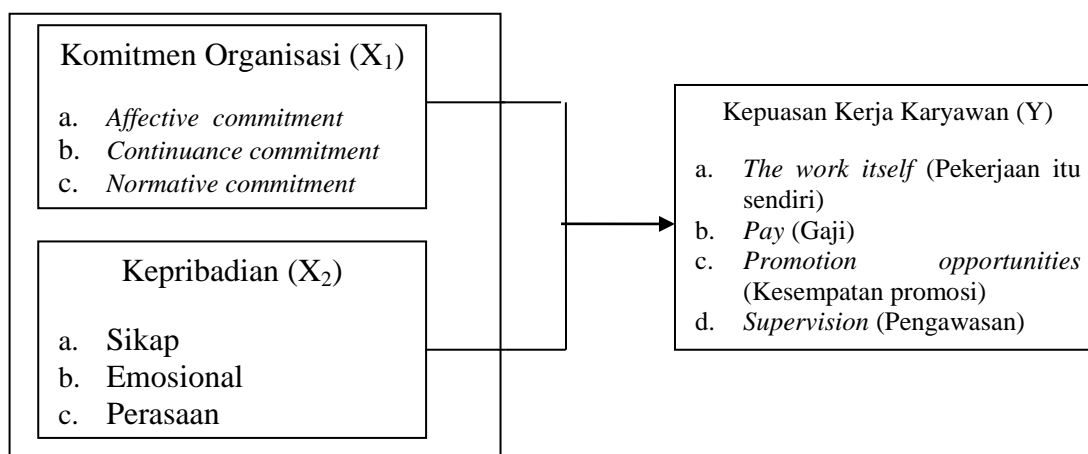 Komitmen Organisasi (X1)
a. Affective commitment
b. Continuance commitment
c. Normative commitment
Kepribadian (X2)
a. Sikap
b. Emosional
c. Perasaan
Kepuasan Kerja Karyawan (Y)
a. The work itself (Pekerjaan itu
sendiri)
b. Pay (Gaji)
c. Promotion opportunities
(Kesempatan promosi)
d. Supervision (Pengawasan)